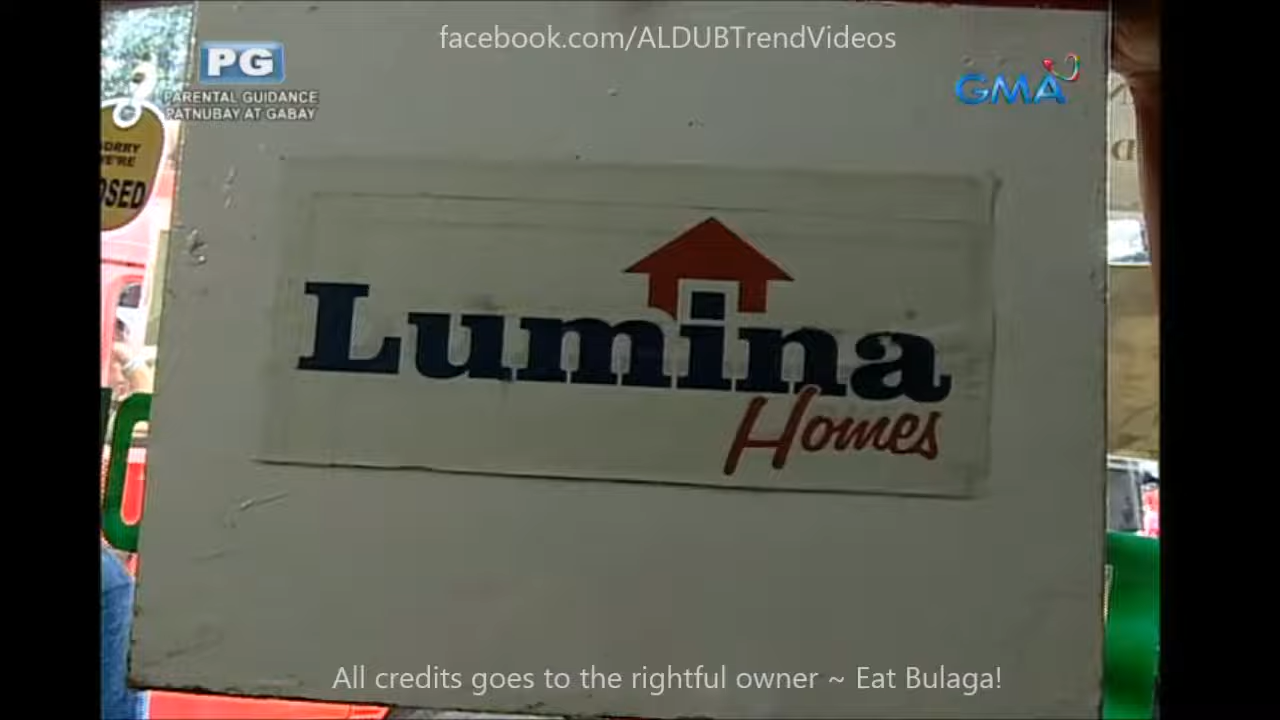 facebook.com/ALDUBTrendVideos
PG
PARENTAL GUIDANCE
PATNUBAY AT GABAY
GMA
Lumina
Homes
All credits goes to the rightful owner ~ Eat Bulaga!